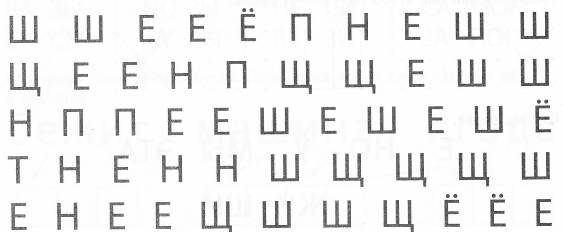 Ш Ш Е Е Ё П Н Е Ш Ш
Щ Е Е Н П Щ Щ Е Ш Ш
Н П П Е Е Ш Е Ш Е Ш Ё
Т Н Е Н Н Ш Щ Щ Щ Ш
Е Н Е Е Щ Ш Ш Щ Ё Ё Е